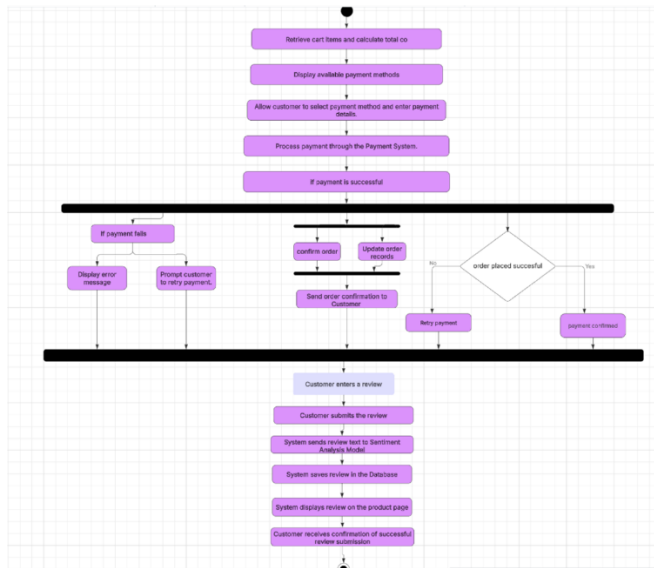 Retrieve cart items and calculate total co
Display available payment methods
Allow customer to select payment method and enter payment
details.
Process payment through the Payment System.
If payment is successful
If payment fails
Display error
message
Prompt customer
to retry payment.
confirm order
Update order
records
Send order confirmation to
Customer
order placed succesful
No
Yes
Retry payment
payment confirmed
Customer enters a review
Customer submits the review
System sends review text to Sentiment
Analysis Model
System saves review in the Database
System displays review on the product page
Customer receives confirmation of successful
review submission